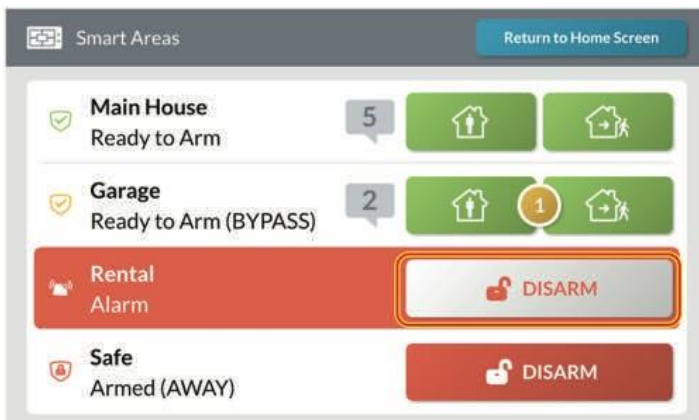 Smart Areas
Return to Home Screen
Main House
Ready to Arm
5
Garage
Ready to Arm (BYPASS)
2
1
Rental
Alarm
DISARM
Safe
Armed (AWAY)
DISARM